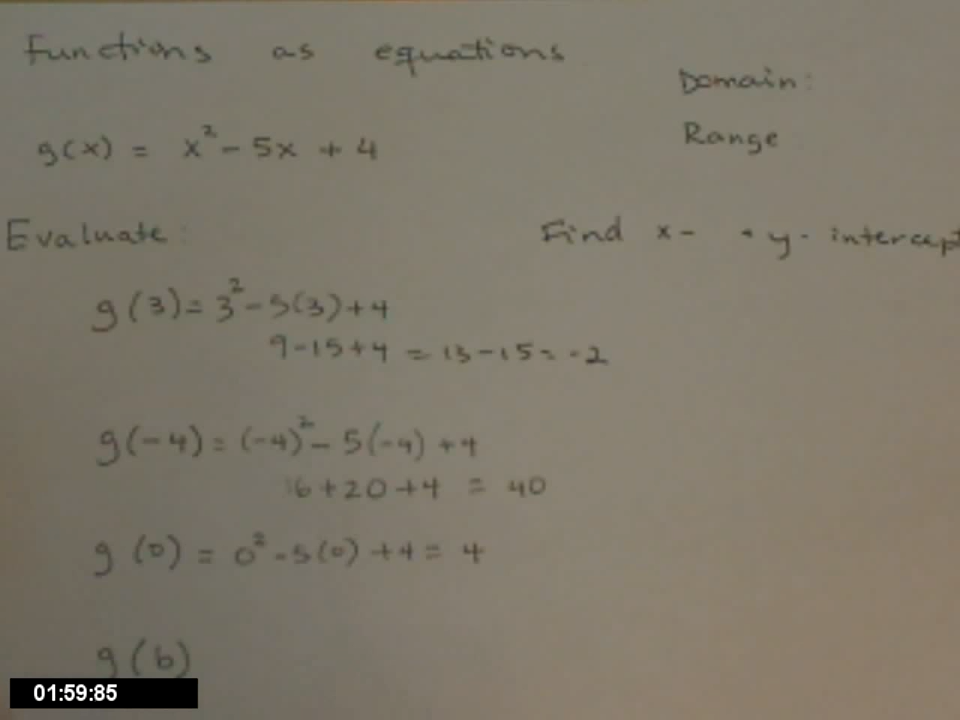 Functions as equations
Domain:
g(x) = x² - 5x + 4
Range:
Evaluate:
Find x- + y-intercept
g(3) = 3² - 5(3) + 4
9 - 15 + 4 = 13 - 15 = -2
g(-4) = (-4)² - 5(-4) + 4
16 + 20 + 4 = 40
g(0) = 0² - 5(0) + 4 = 4
g(b)
01:59:85